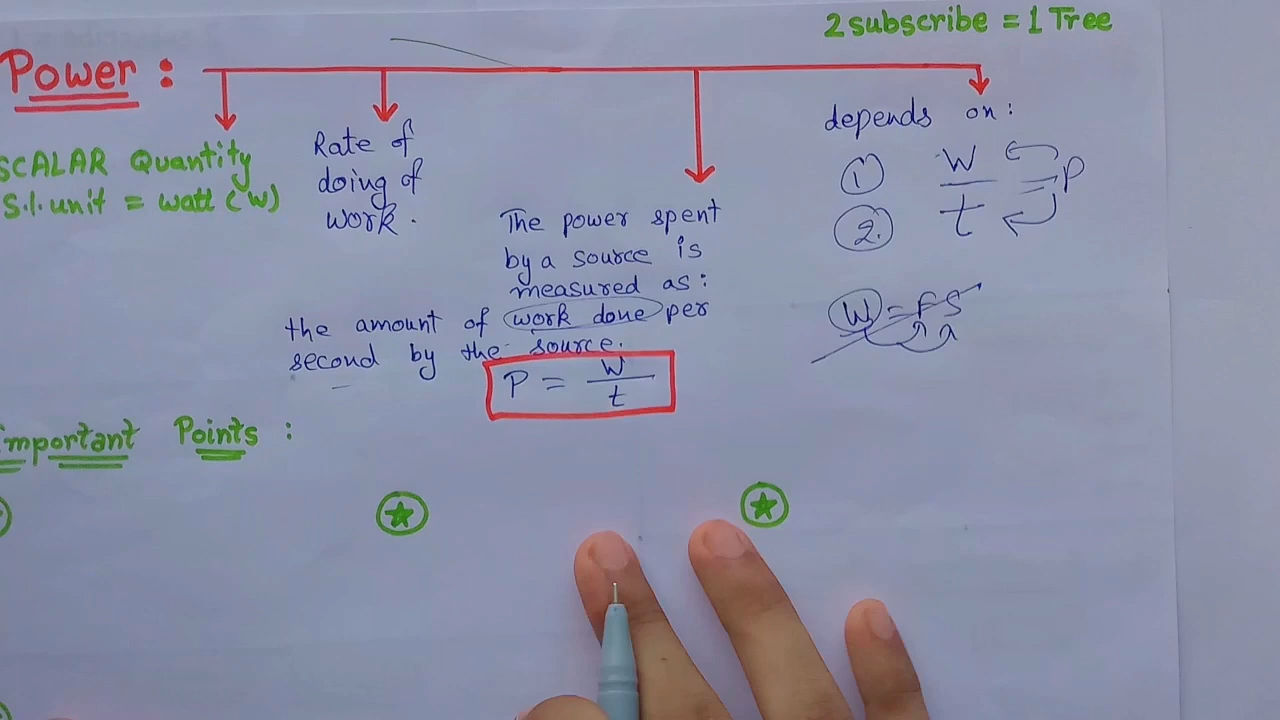 2 subscribe = 1 Tree
Power :
SCALAR Quantity
S.I. unit = watt (W)
Rate of
doing of
work.
The power spent
by a source is
measured as:
the amount of work done per
second by the source.
P = W
t
depends on:
1 W = P
2. t
W = F S
Important Points :